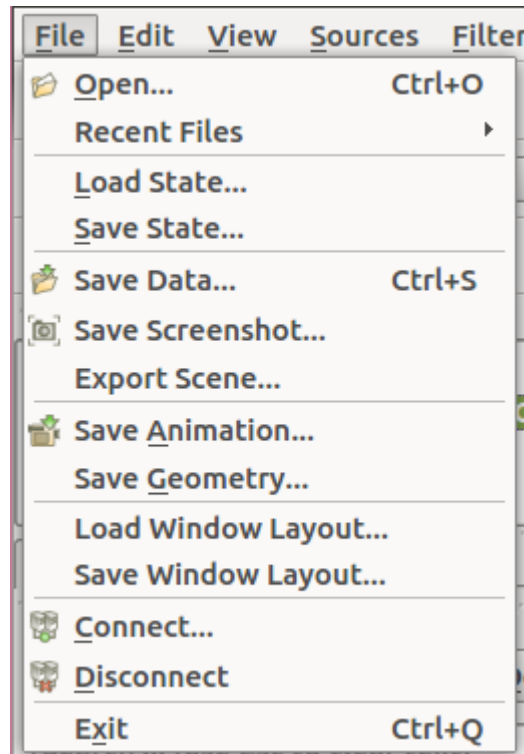 File Edit View Sources Filter
Open... Ctrl+O
Recent Files
Load State...
Save State...
Save Data... Ctrl+S
Save Screenshot...
Export Scene...
Save Animation...
Save Geometry...
Load Window Layout...
Save Window Layout...
Connect...
Disconnect
Exit Ctrl+Q